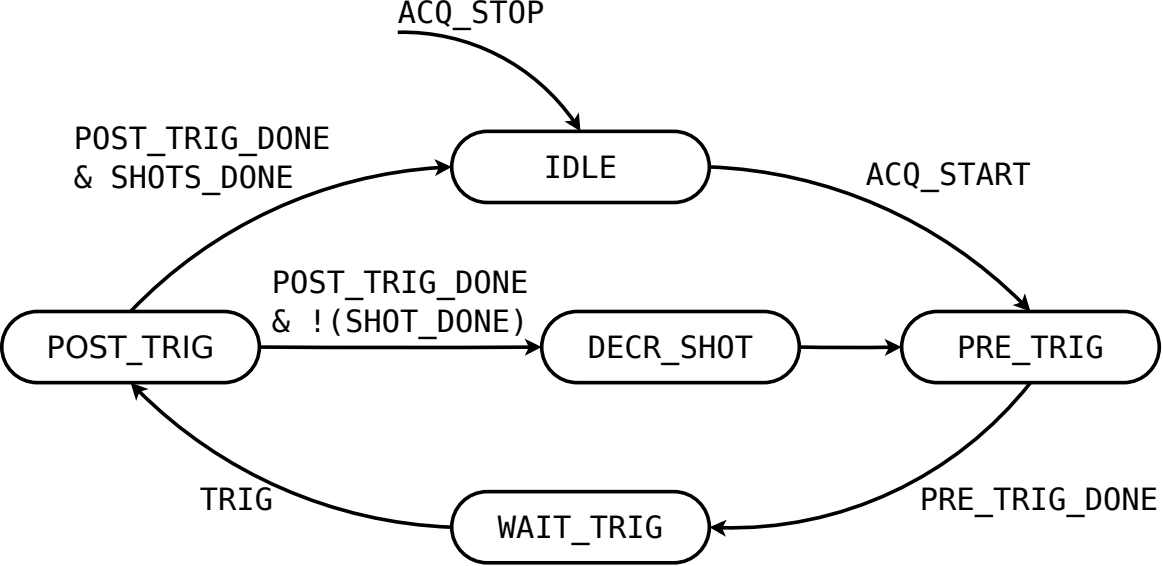 ACQ_STOP
POST_TRIG_DONE
& SHOTS_DONE
IDLE
ACQ_START
POST_TRIG_DONE
& !(SHOT_DONE)
POST_TRIG
DECR_SHOT
PRE_TRIG
TRIG
WAIT_TRIG
PRE_TRIG_DONE